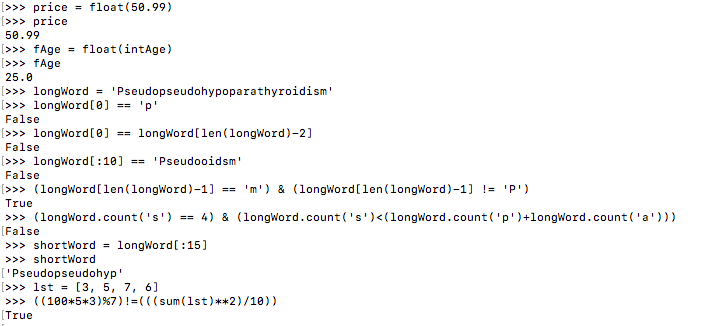 [>>> price = float(50.99)
[>>> price
50.99
[>>> fAge = float(intAge)
[>>> fAge
25.0
[>>> longWord = 'Pseudopseudohypoparathyroidism'
[>>> longWord[0] == 'p'
False
[>>> longWord[0] == longWord[len(longWord)-2]
False
[>>> longWord[:10] == 'Pseudooidsm'
False
[>>> (longWord[len(longWord)-1] == 'm') & (longWord[len(longWord)-1] != 'P')
True
>>> (longWord.count('s') == 4) & (longWord.count('s')<(longWord.count('p')+longWord.count('a')))
[False
>>> shortWord = longWord[:15]
>>> shortWord
['Pseudopseudohyp'
>>> lst = [3, 5, 7, 6]
>>> ((100*5*3)%7)!=(((sum(lst)**2)/10))
[True